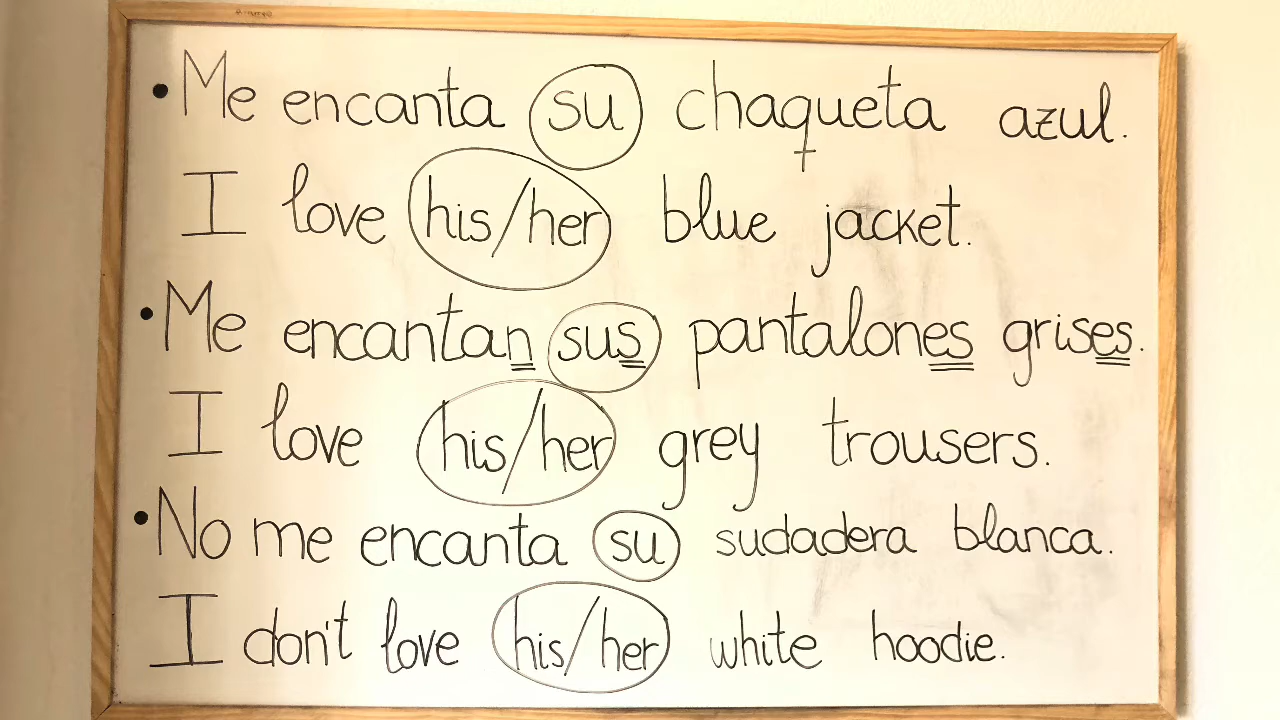 • Me encanta su chaqueta azul.
I love his/her blue jacket.
• Me encantan sus pantalones grises.
I love his/her grey trousers.
• No me encanta su sudadera blanca.
I don't love his/her white hoodie.